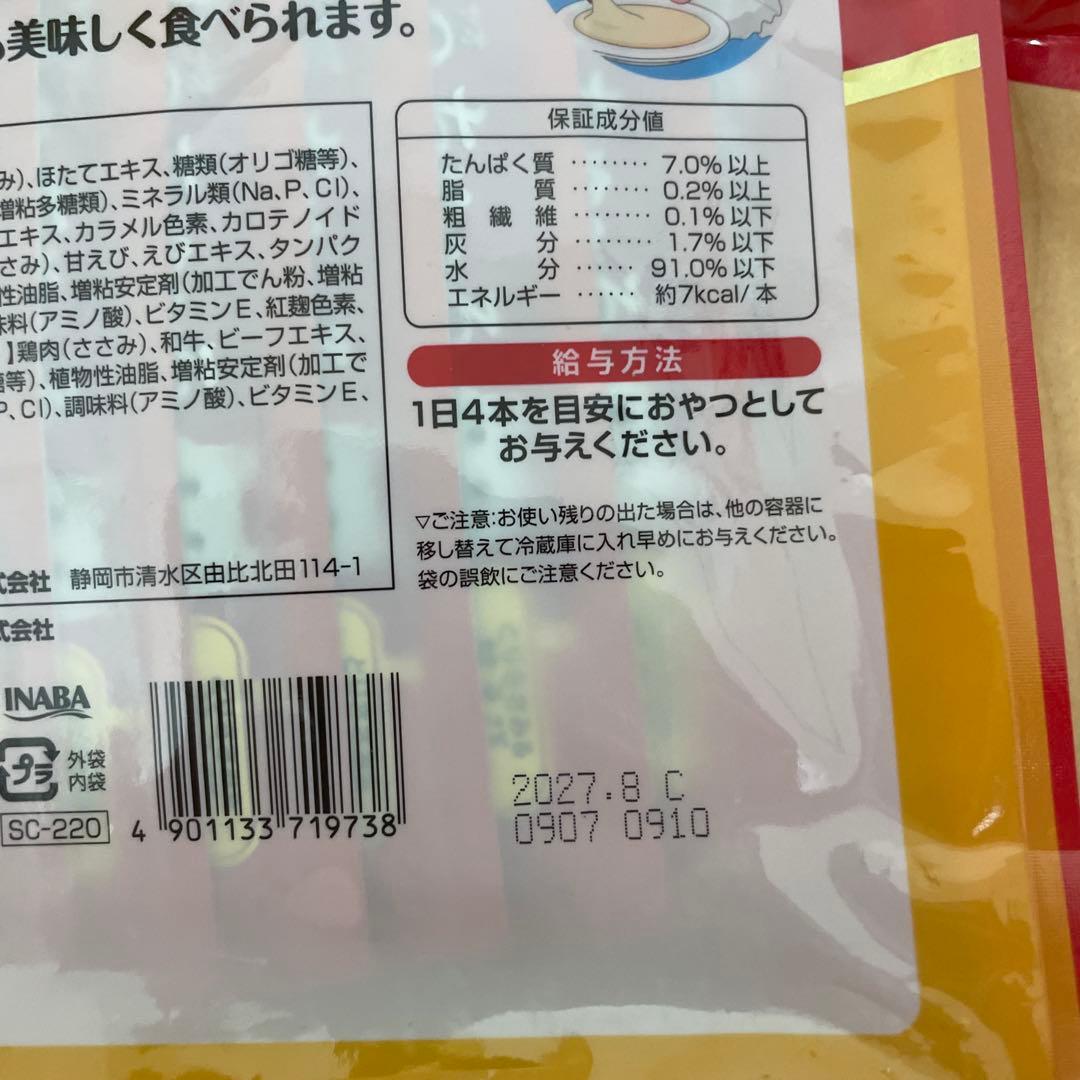 美味しく食べられます。
み)、ほたてエキス、糖類(オリゴ糖等)、
増粘多糖類)、ミネラル類(Na、P、Cl)、
エキス、カラメル色素、カロテノイド
ささみ)、甘えび、えびエキス、タンパク
性油脂、増粘安定剤(加工でん粉、増粘
味料(アミノ酸)、ビタミンE、紅麹色素、
】鶏肉(ささみ)、和牛、ビーフエキス、
糖等)、植物性油脂、増粘安定剤(加工で
P、Cl)、調味料(アミノ酸)、ビタミンE、
式会社 静岡市清水区由比北田114-1
式会社
保証成分値
たんぱく質 ········ 7.0%以上
脂質 ········ 0.2%以上
粗繊維 ········ 0.1%以下
灰分 ········ 1.7%以下
水分 ······ 91.0%以下
エネルギー ······ 約7kcal/本
給与方法
1日4本を目安におやつとして
お与えください。
▽ご注意:お使い残りの出た場合は、他の容器に
移し替えて冷蔵庫に入れ早めにお与えください。
袋の誤飲にご注意ください。
INABA
プラ
外袋
内袋
SC-220
4 901133 719738
2027.8 C
0907 0910